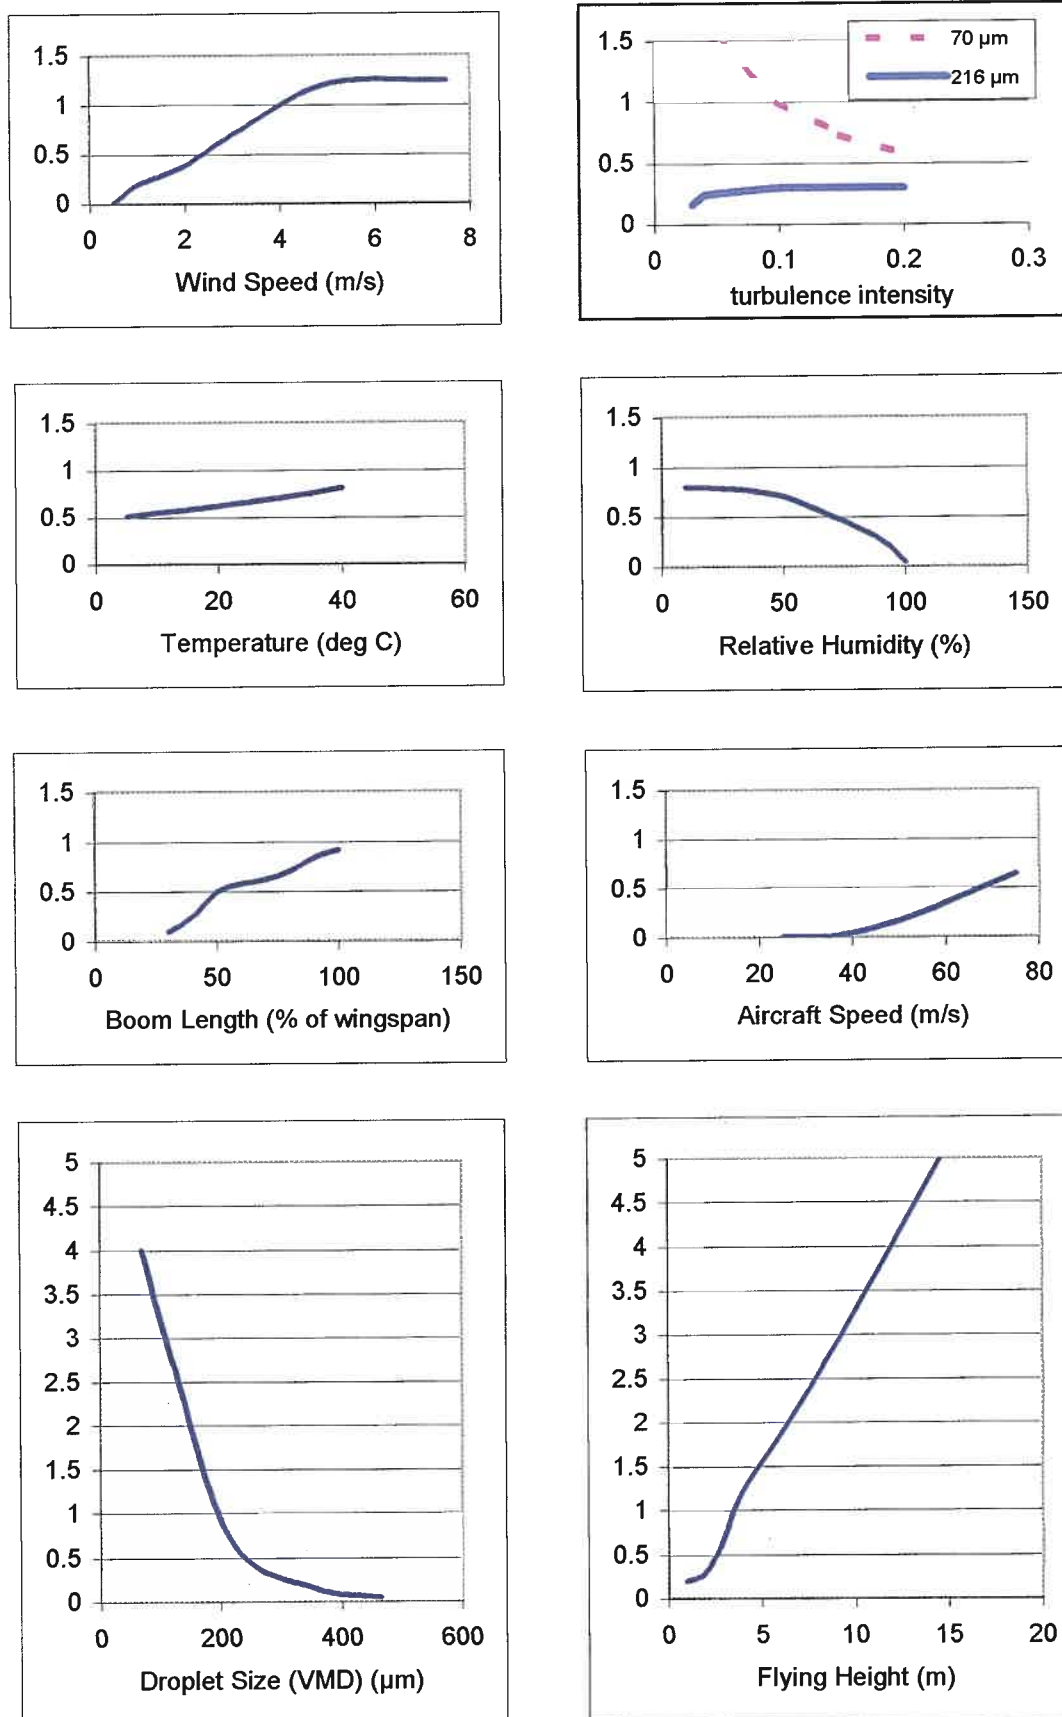 1.5
1
0.5
0
0 2 4 6 8
Wind Speed (m/s)
70 µm
216 µm
1.5
1
0.5
0
0 0.1 0.2 0.3
turbulence intensity
1.5
1
0.5
0
0 20 40 60
Temperature (deg C)
1.5
1
0.5
0
0 50 100 150
Relative Humidity (%)
1.5
1
0.5
0
0 50 100 150
Boom Length (% of wingspan)
1.5
1
0.5
0
0 20 40 60 80
Aircraft Speed (m/s)
5
4.5
4
3.5
3
2.5
2
1.5
1
0.5
0
0 200 400 600
Droplet Size (VMD) (µm)
5
4.5
4
3.5
3
2.5
2
1.5
1
0.5
0
0 5 10 15 20
Flying Height (m)